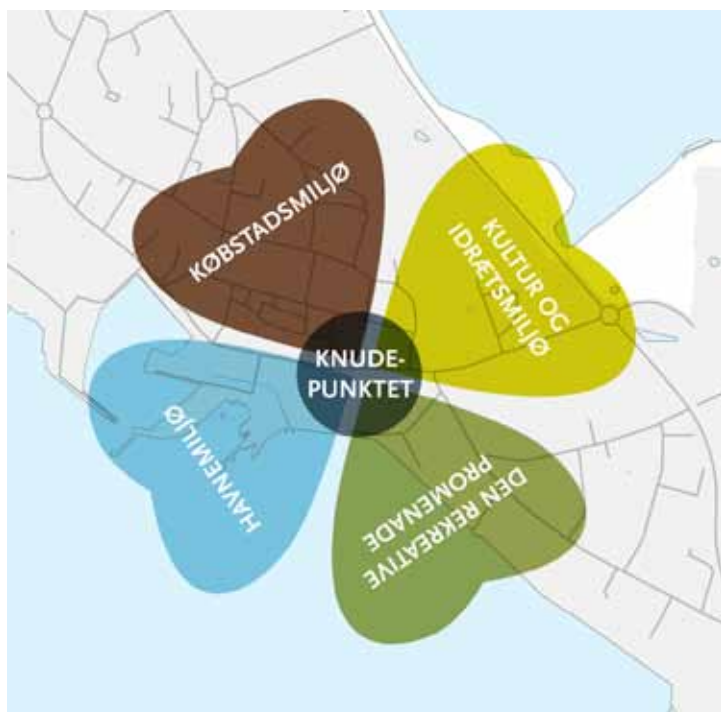 KØBSTADSMILJØ
KULTUR OG
IDRÆTSMILJØ
KNUDE-
PUNKTET
HAVNEMILJØ
DEN REKREATIVE
PROMENADE